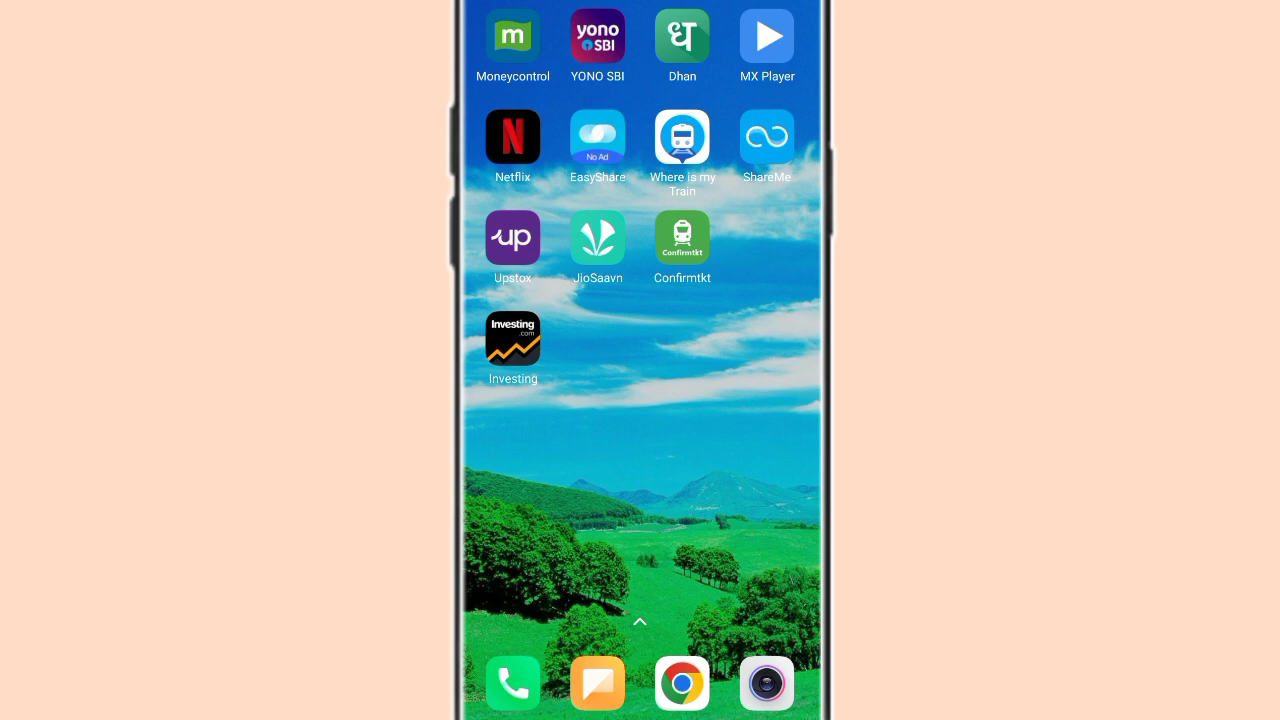 m
yono
SBI
ध
Moneycontrol
YONO SBI
Dhan
MX Player
N
No Ad
Netflix
EasyShare
Where is my
Train
ShareMe
up
Confirmtkt
Upstox
JioSaavn
Confirmtkt
Investing
.com
Investing